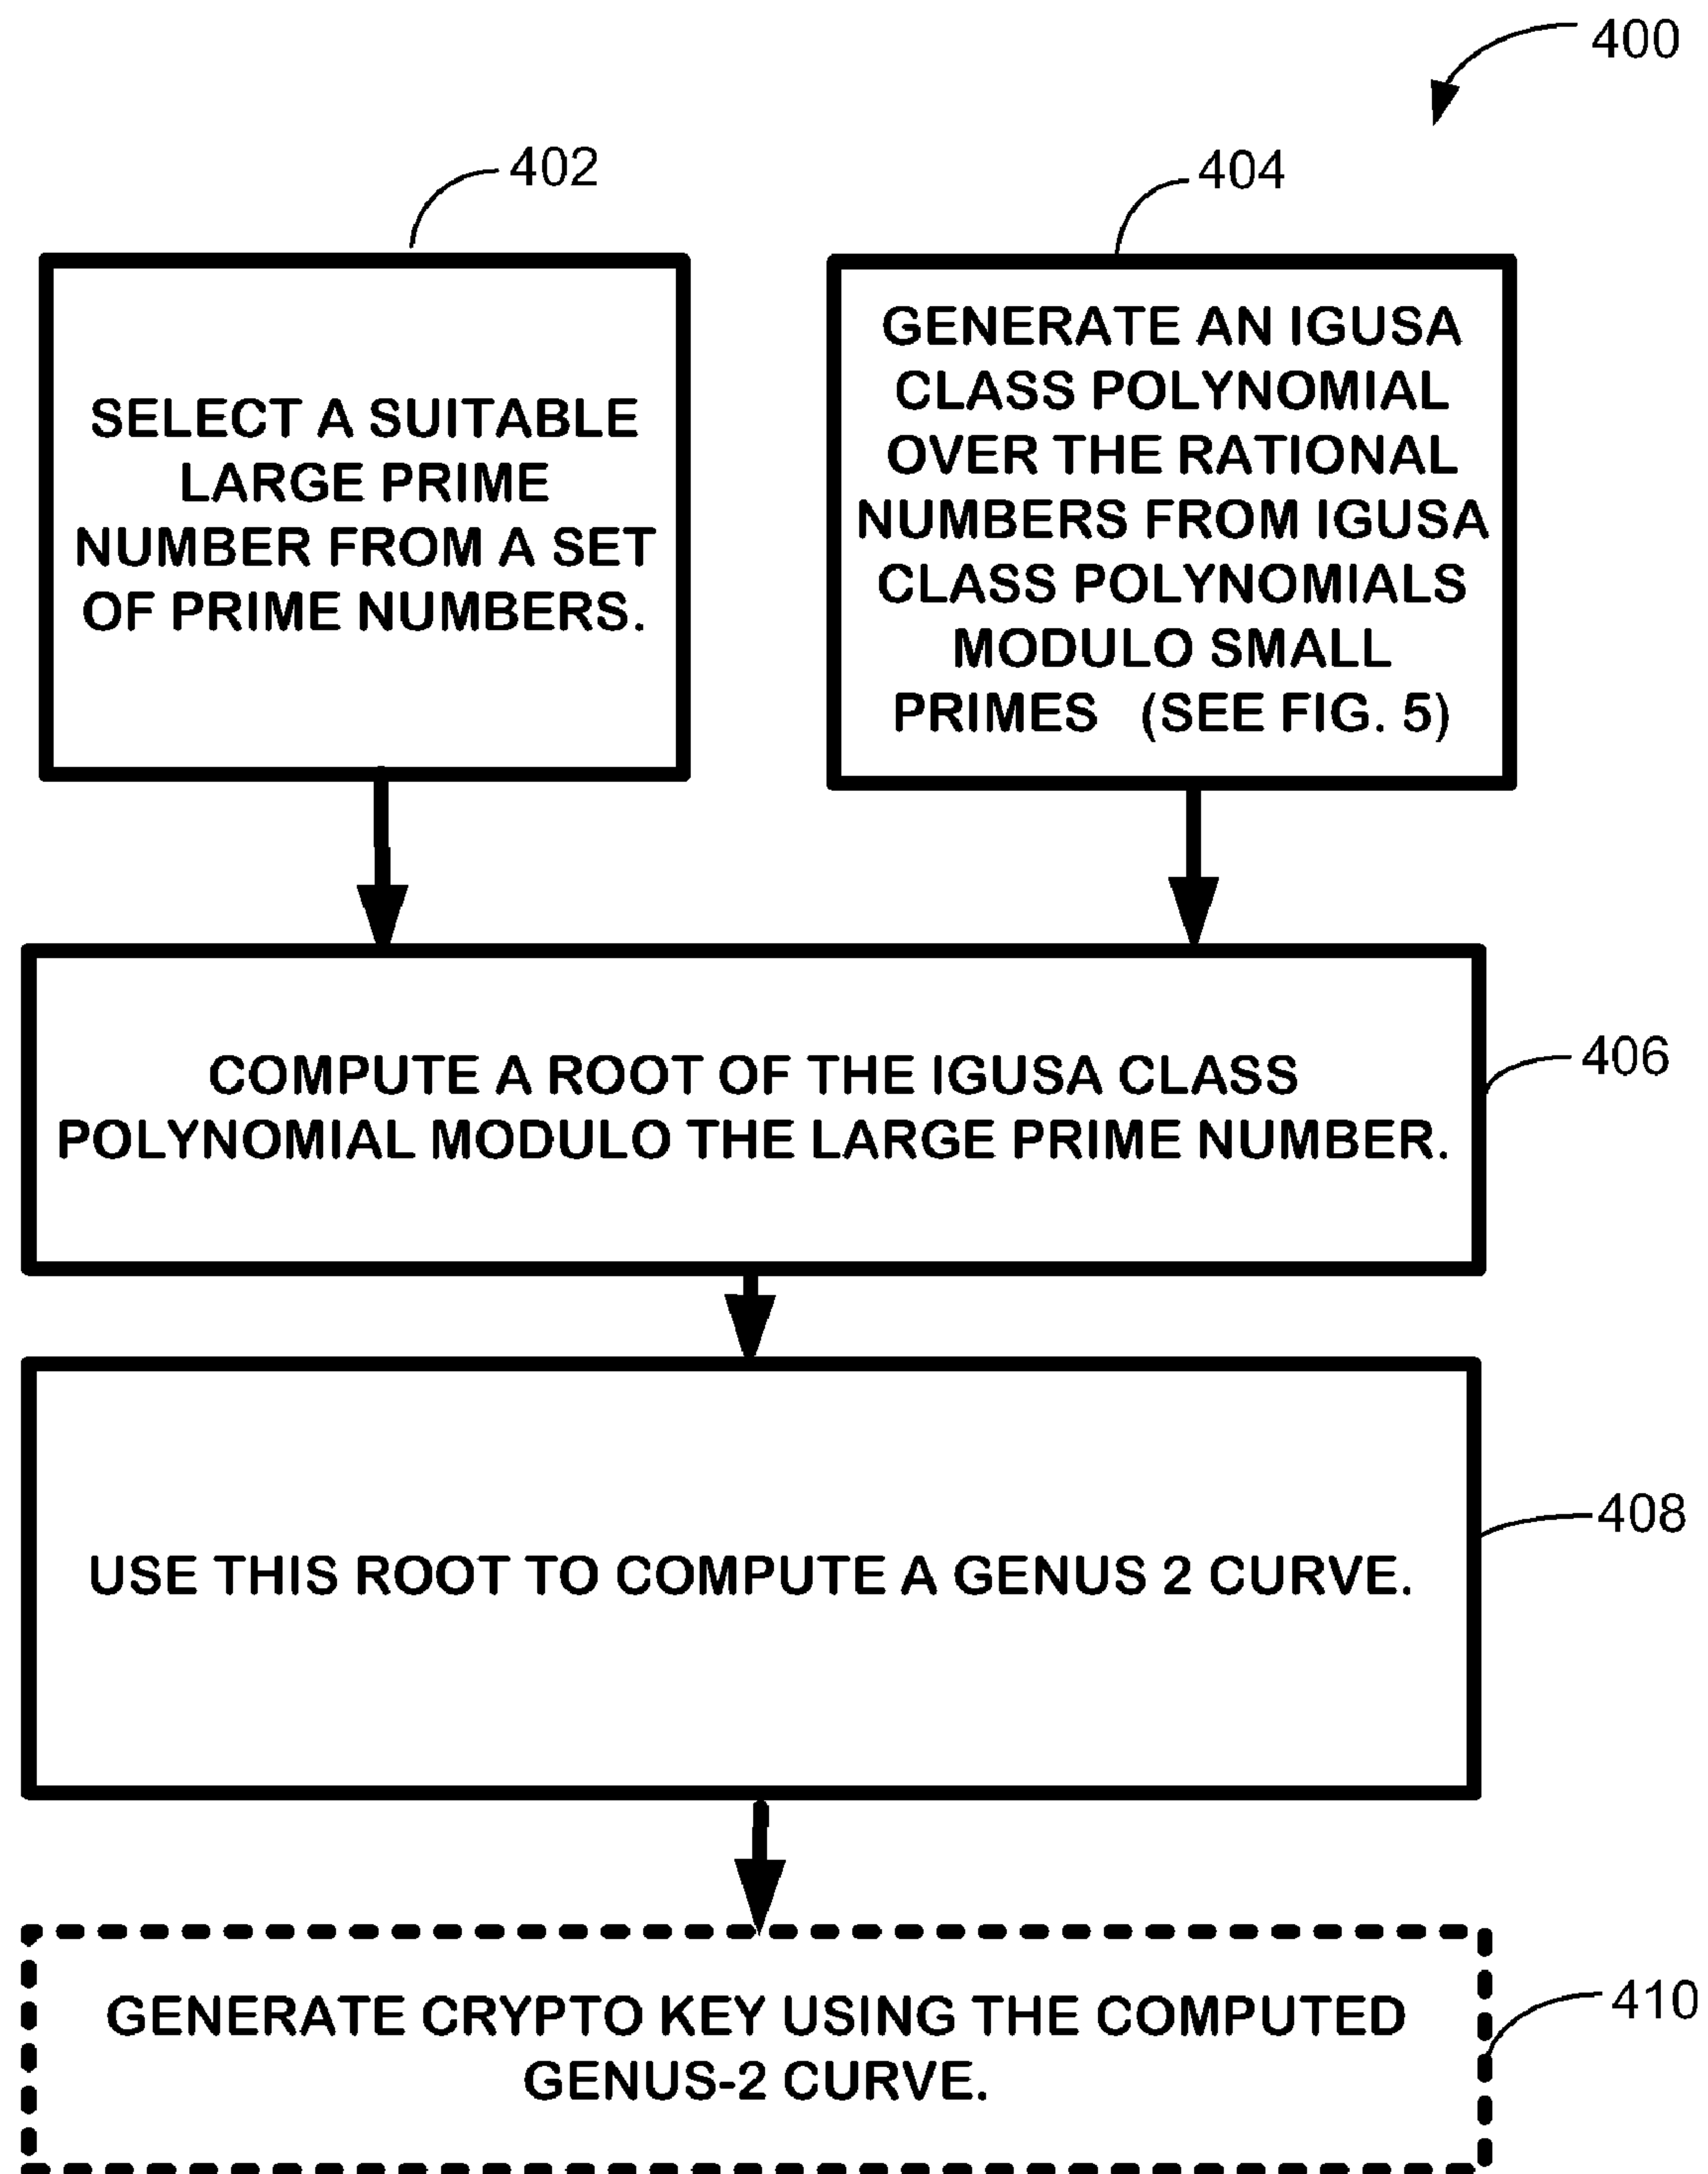 400
402
404
SELECT A SUITABLE
LARGE PRIME
NUMBER FROM A SET
OF PRIME NUMBERS.
GENERATE AN IGUSA
CLASS POLYNOMIAL
OVER THE RATIONAL
NUMBERS FROM IGUSA
CLASS POLYNOMIALS
MODULO SMALL
PRIMES (SEE FIG. 5)
COMPUTE A ROOT OF THE IGUSA CLASS
POLYNOMIAL MODULO THE LARGE PRIME NUMBER.
406
USE THIS ROOT TO COMPUTE A GENUS 2 CURVE.
408
GENERATE CRYPTO KEY USING THE COMPUTED
GENUS-2 CURVE.
410